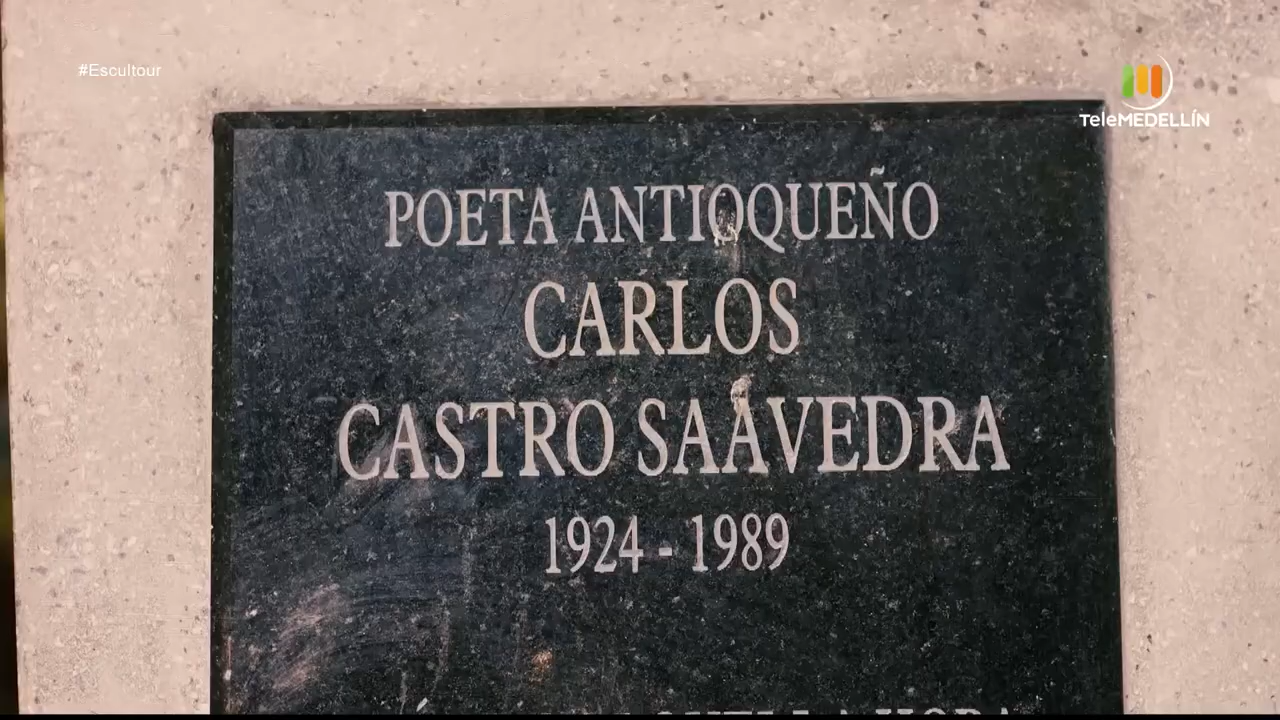 #Escultour
TeleMEDELLÍN
POETA ANTIOQUEÑO
CARLOS
CASTRO SAAVEDRA
1924 - 1989